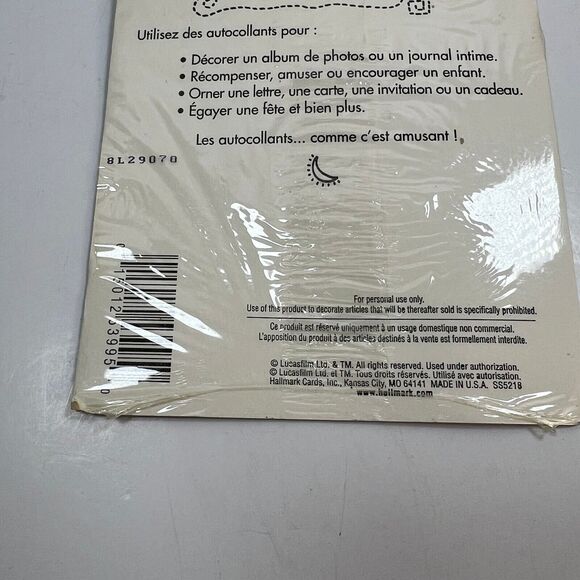 Utilisez des autocollants pour :
• Décorer un album de photos ou un journal intime.
• Récompenser, amuser ou encourager un enfant.
• Orner une lettre, une carte, une invitation ou un cadeau.
• Égayer une fête et bien plus.
Les autocollants... comme c'est amusant !
8L29070
For personal use only.
Use of this product to decorate articles that will be thereafter sold is specifically prohibited.
Ce produit est réservé uniquement à un usage domestique non commercial.
L'apposition du produit à des articles destinés à la vente est formellement interdite.
© Lucasfilm Ltd. & TM. All rights reserved. Used under authorization.
© Lucasfilm Ltd. et TM. Tous droits réservés. Utilisé avec autorisation.
Hallmark Cards, Inc., Kansas City, MO 64141 MADE IN U.S.A. SS5218
www.hallmark.com